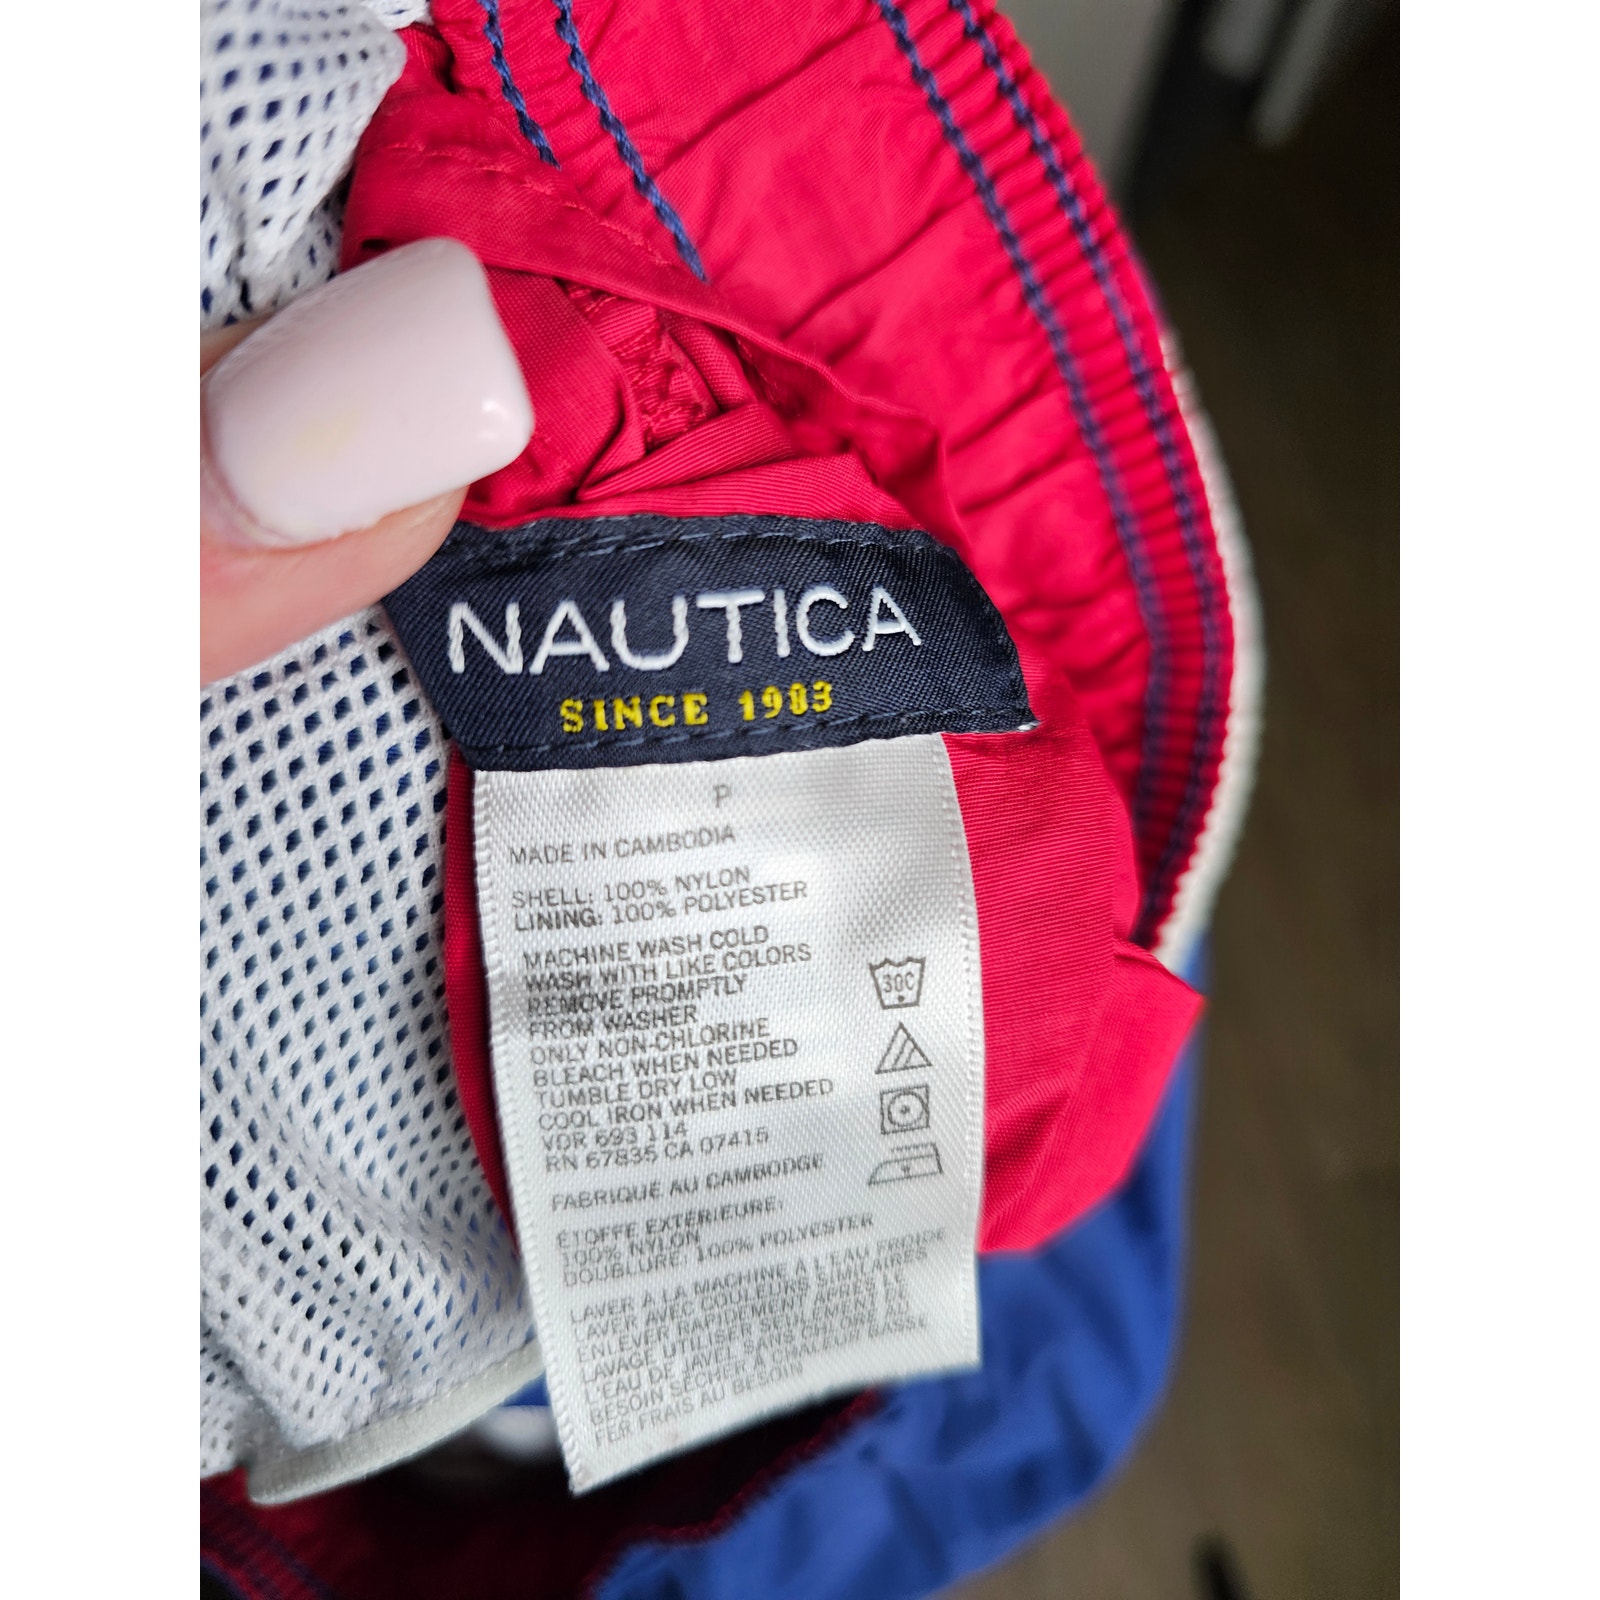 NAUTICA
SINCE 1983
P
MADE IN CAMBODIA
SHELL: 100% NYLON
LINING: 100% POLYESTER
MACHINE WASH COLD
WASH WITH LIKE COLORS
REMOVE PROMPTLY
FROM WASHER
ONLY NON-CHLORINE
BLEACH WHEN NEEDED
TUMBLE DRY LOW
COOL IRON WHEN NEEDED
VDR 693 114
RN 67835 CA 07415
30C
FABRIQUÉ AU CAMBODGE
ÉTOFFE EXTÉRIEURE:
100% NYLON
DOUBLURE: 100% POLYESTER
LAVER À LA MACHINE À L'EAU FROIDE
LAVER AVEC COULEURS SIMILAIRES
ENLEVER RAPIDEMENT APRÈS LE
LAVAGE UTILISER SEULEMENT AU
L'EAU DE JAVEL SANS CHLORE AU
BESOIN SÉCHER À CHALEUR BASSE
FER FRAIS AU BESOIN